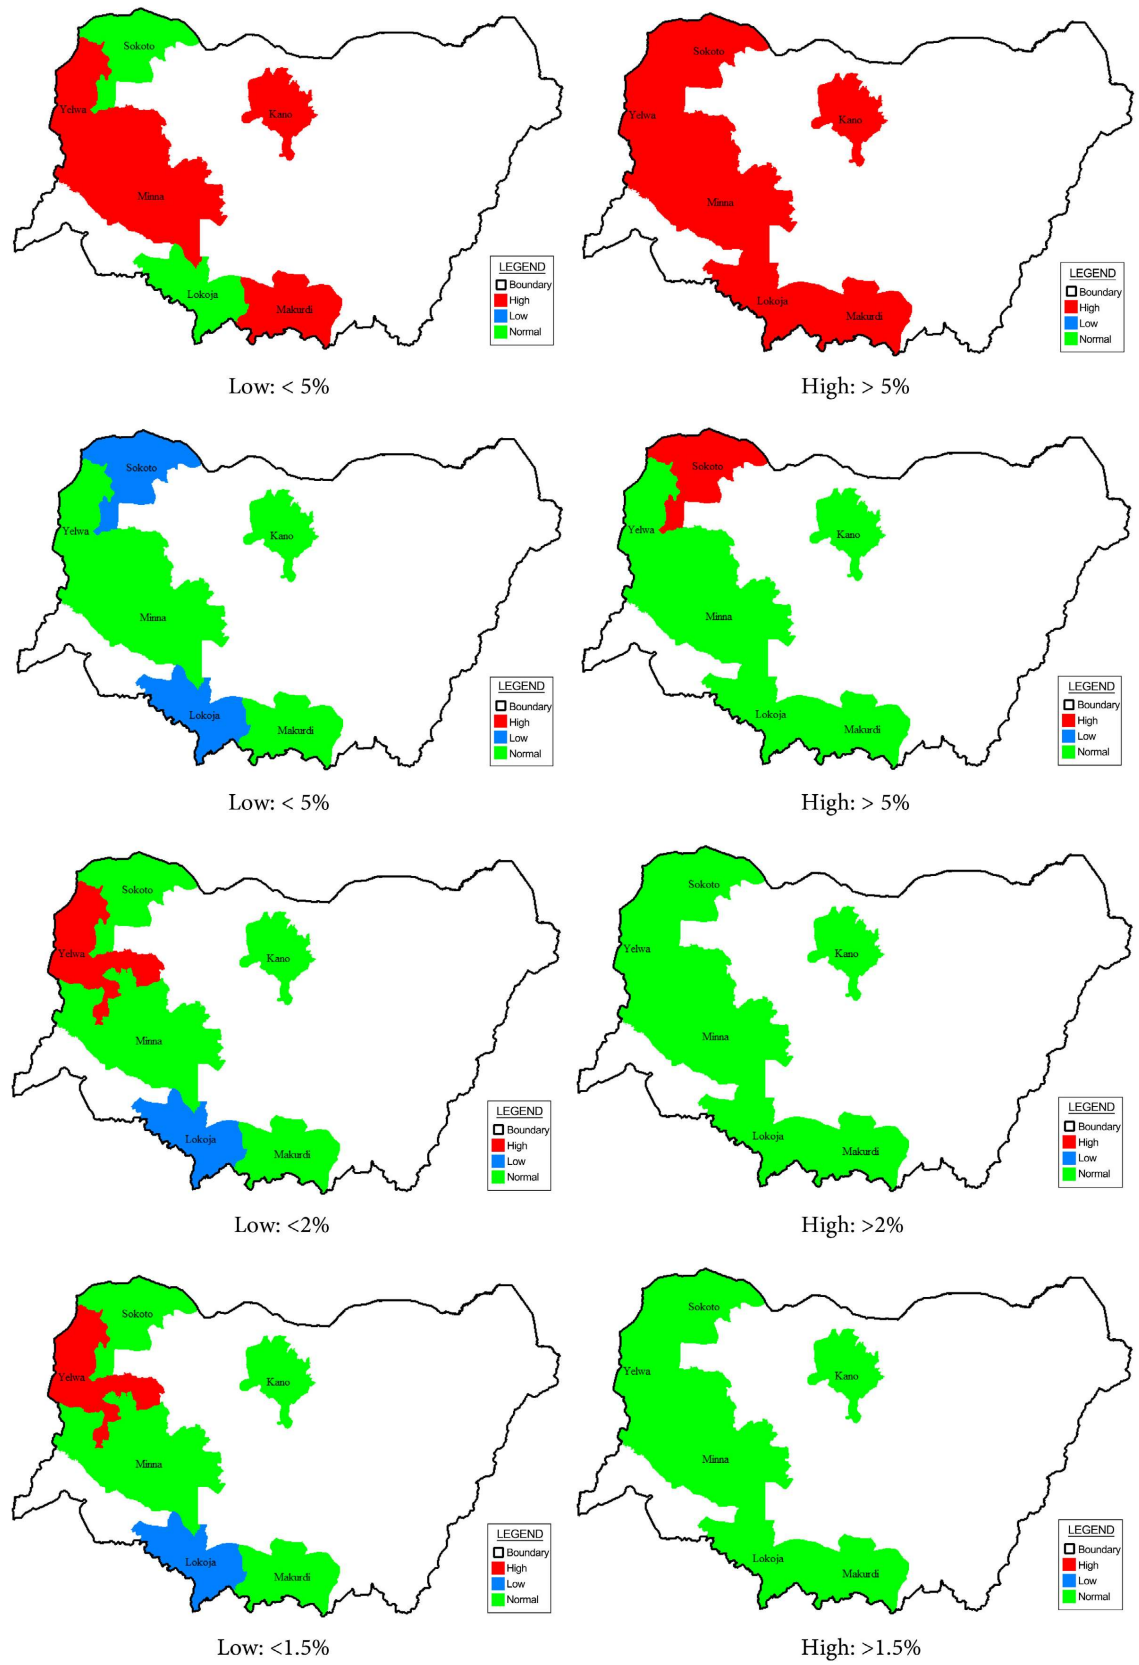 Sokoto
Yelwa
Kano
Minna
Lokoja
Makurdi
LEGEND
Boundary
High
Low
Normal
Low: < 5%
Sokoto
Yelwa
Kano
Minna
Lokoja
Makurdi
LEGEND
Boundary
High
Low
Normal
High: > 5%
Sokoto
Yelwa
Kano
Minna
Lokoja
Makurdi
LEGEND
Boundary
High
Low
Normal
Low: < 5%
Sokoto
Yelwa
Kano
Minna
Lokoja
Makurdi
LEGEND
Boundary
High
Low
Normal
High: > 5%
Sokoto
Yelwa
Kano
Minna
Lokoja
Makurdi
LEGEND
Boundary
High
Low
Normal
Low: <2%
Sokoto
Yelwa
Kano
Minna
Lokoja
Makurdi
LEGEND
Boundary
High
Low
Normal
High: >2%
Sokoto
Yelwa
Kano
Minna
Lokoja
Makurdi
LEGEND
Boundary
High
Low
Normal
Low: <1.5%
Sokoto
Yelwa
Kano
Minna
Lokoja
Makurdi
LEGEND
Boundary
High
Low
Normal
High: >1.5%